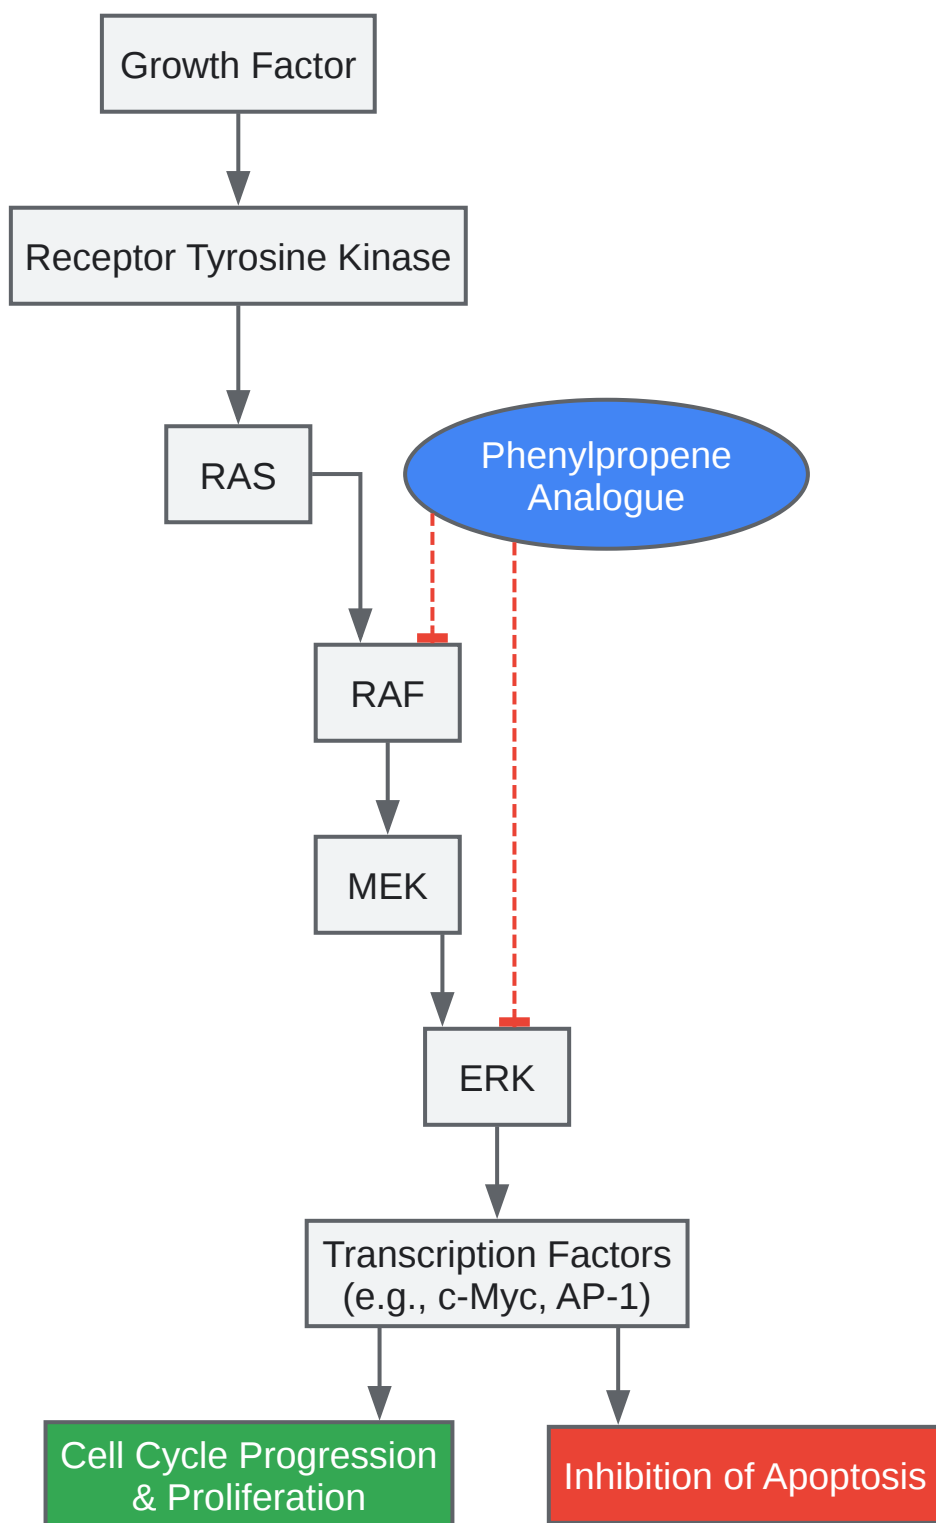 Growth Factor
Receptor Tyrosine Kinase
RAS
Phenylpropene
Analogue
RAF
MEK
ERK
Transcription Factors
(e.g., c-Myc, AP-1)
Cell Cycle Progression
& Proliferation
Inhibition of Apoptosis